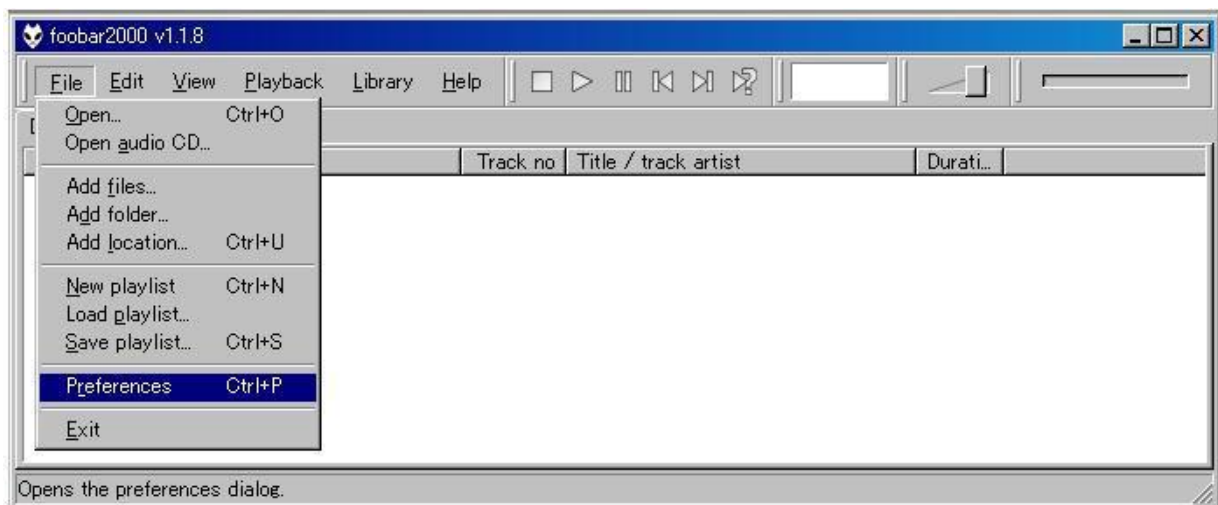 foobar2000 v1.1.8
File Edit View Playback Library Help
Open... Ctrl+O
Open audio CD...
Track no Title / track artist Durati...
Add files...
Add folder...
Add location... Ctrl+U
New playlist Ctrl+N
Load playlist...
Save playlist... Ctrl+S
Preferences Ctrl+P
Exit
Opens the preferences dialog.